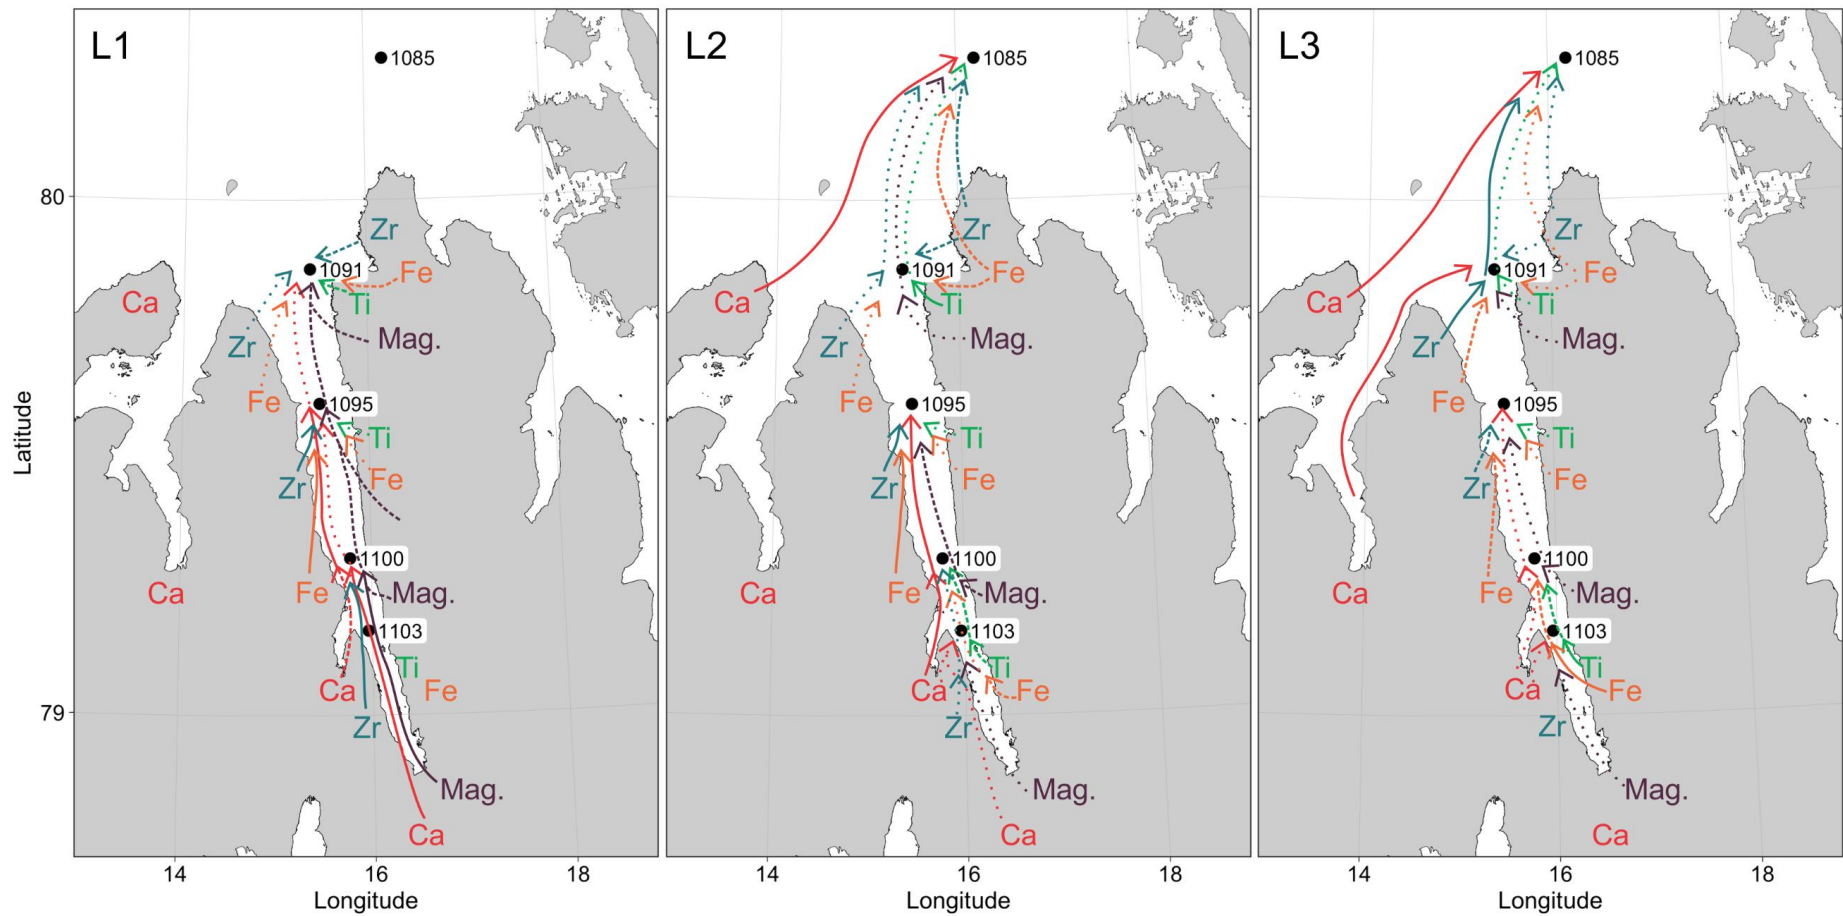 L1
1085
Zr
1091
Fe
Ca
Ti
Zr
Mag.
Fe
1095
Ti
Zr
Fe
1100
Ca
Fe
Mag.
1103
Ti
Ca
Fe
Zr
Mag.
Ca
L2
1085
Zr
1091
Fe
Ca
Ti
Zr
Mag.
Fe
1095
Ti
Zr
Fe
1100
Ca
Fe
Mag.
1103
Ti
Ca
Fe
Zr
Mag.
Ca
L3
1085
Zr
1091
Fe
Ca
Ti
Zr
Mag.
Fe
1095
Ti
Zr
Fe
1100
Ca
Fe
Mag.
1103
Ti
Ca
Fe
Zr
Mag.
Ca
80
79
Latitude
14 16 18
14 16 18
14 16 18
Longitude
Longitude
Longitude